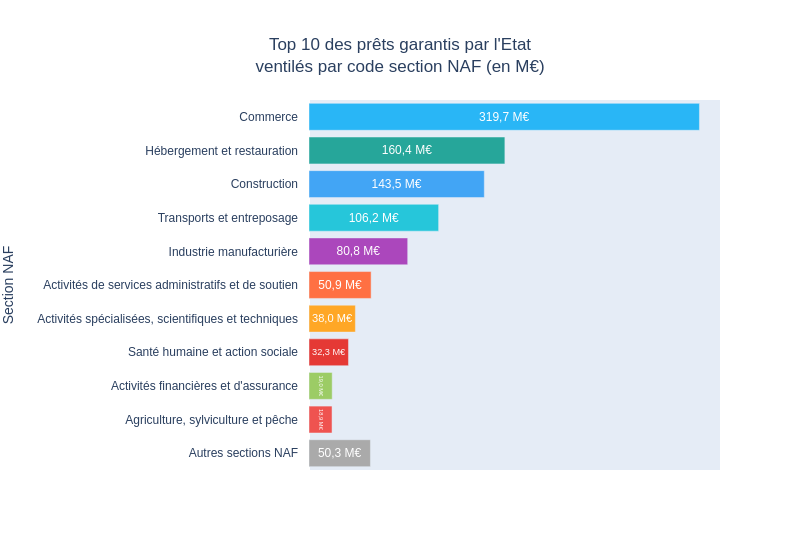 Top 10 des prêts garantis par l'Etat
ventilés par code section NAF (en M€)
Section NAF
Commerce 319,7 M€
Hébergement et restauration 160,4 M€
Construction 143,5 M€
Transports et entreposage 106,2 M€
Industrie manufacturière 80,8 M€
Activités de services administratifs et de soutien 50,9 M€
Activités spécialisées, scientifiques et techniques 38,0 M€
Santé humaine et action sociale 32,3 M€
Activités financières et d'assurance
Agriculture, sylviculture et pêche
Autres sections NAF 50,3 M€